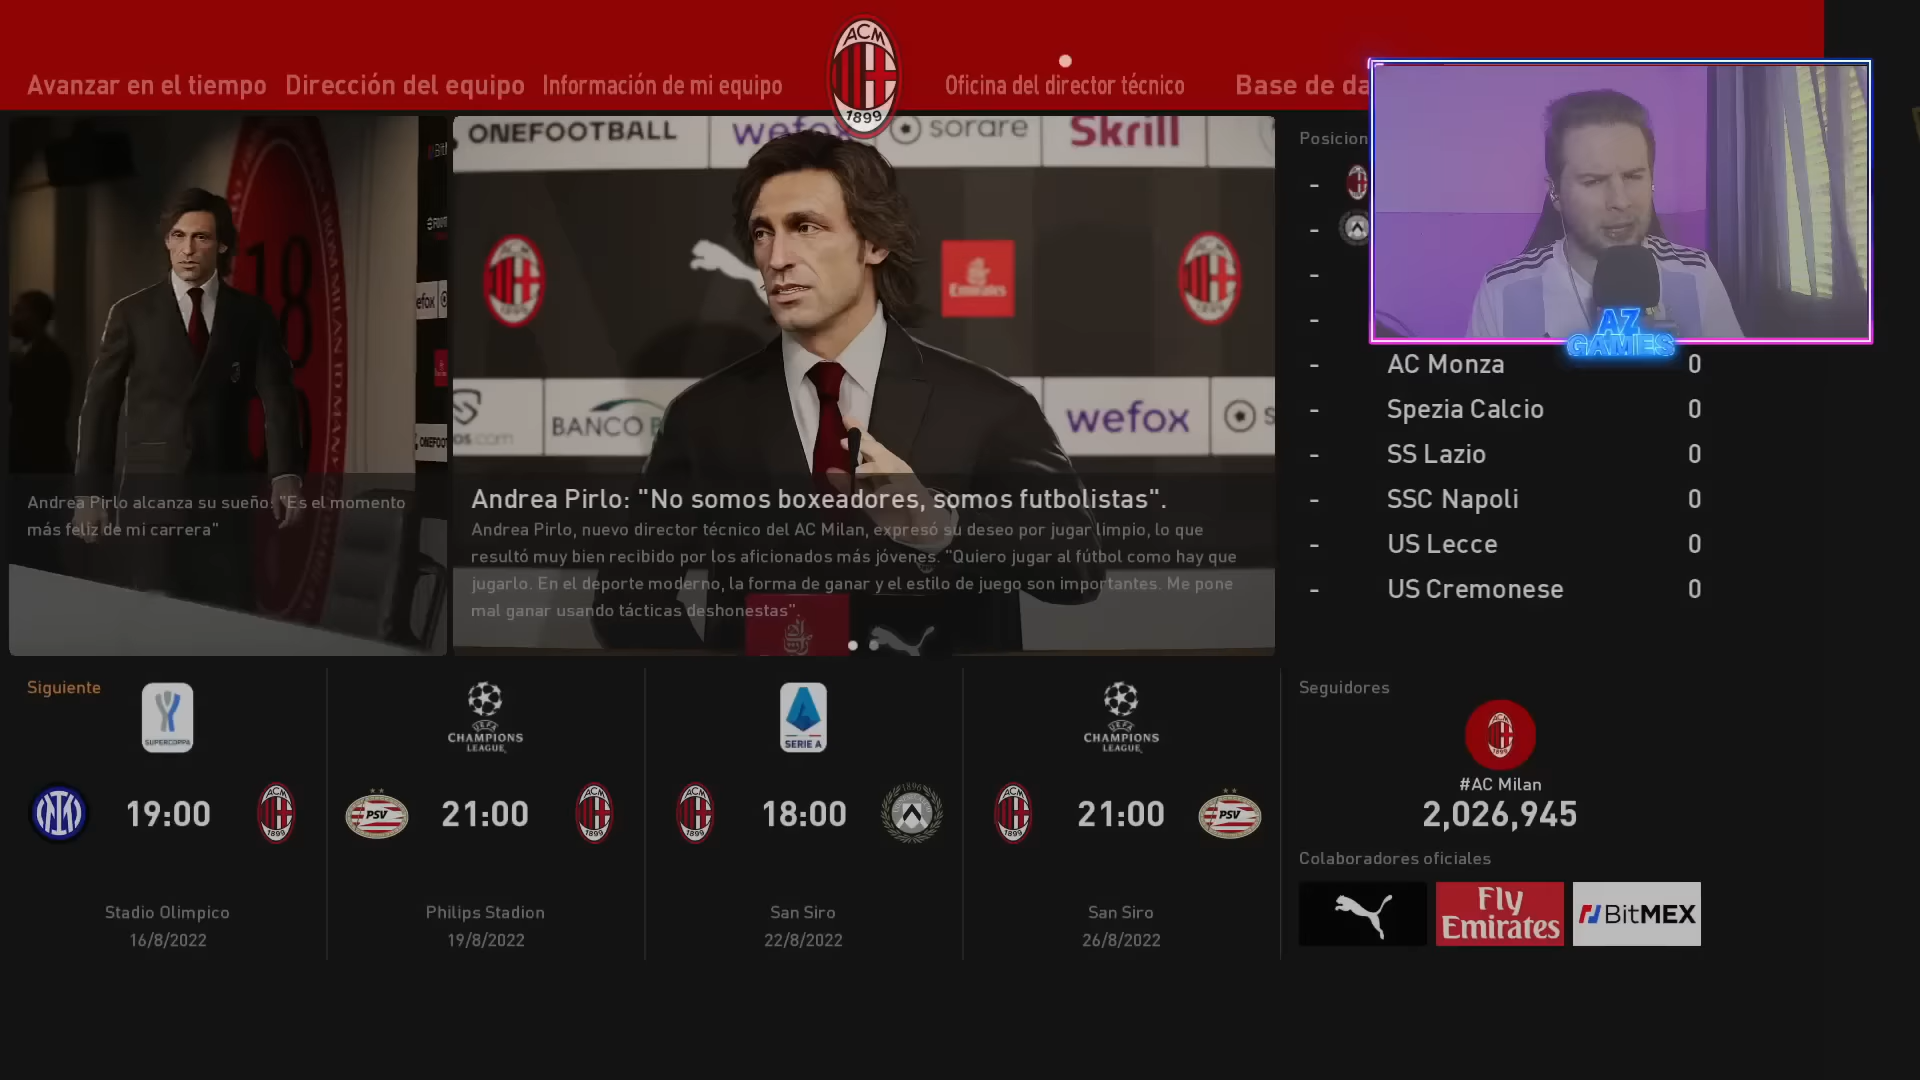 ACM
1899
Avanzar en el tiempo
Dirección del equipo
Información de mi equipo
Oficina del director técnico
Base de da
ONEFOOTBALL
wefox
sorare
Skrill
Emirates
BANCO
wefox
Andrea Pirlo alcanza su sueño: "Es el momento
más feliz de mi carrera"
Andrea Pirlo: "No somos boxeadores, somos futbolistas".
Andrea Pirlo, nuevo director técnico del AC Milan, expresó su deseo por jugar limpio, lo que
resultó muy bien recibido por los aficionados más jóvenes. "Quiero jugar al fútbol como hay que
jugarlo. En el deporte moderno, la forma de ganar y el estilo de juego son importantes. Me pone
mal ganar usando tácticas deshonestas".
Posicion
-
-
-
-
AZ
GAMES
- AC Monza 0
- Spezia Calcio 0
- SS Lazio 0
- SSC Napoli 0
- US Lecce 0
- US Cremonese 0
Siguiente
SUPERCOPPA
19:00
Stadio Olimpico
16/8/2022
UEFA
CHAMPIONS
LEAGUE
PSV
21:00
Philips Stadion
19/8/2022
SERIE A
18:00
1896
San Siro
22/8/2022
UEFA
CHAMPIONS
LEAGUE
21:00
PSV
San Siro
26/8/2022
Seguidores
#AC Milan
2,026,945
Colaboradores oficiales
Fly
Emirates
BitMEX